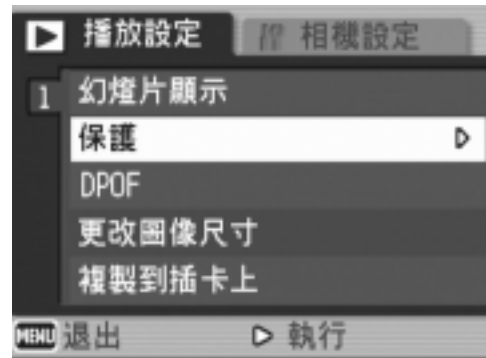 播放設定 相機設定
1 幻燈片顯示
保護
DPOF
更改圖像尺寸
複製到插卡上
MENU 退出 執行